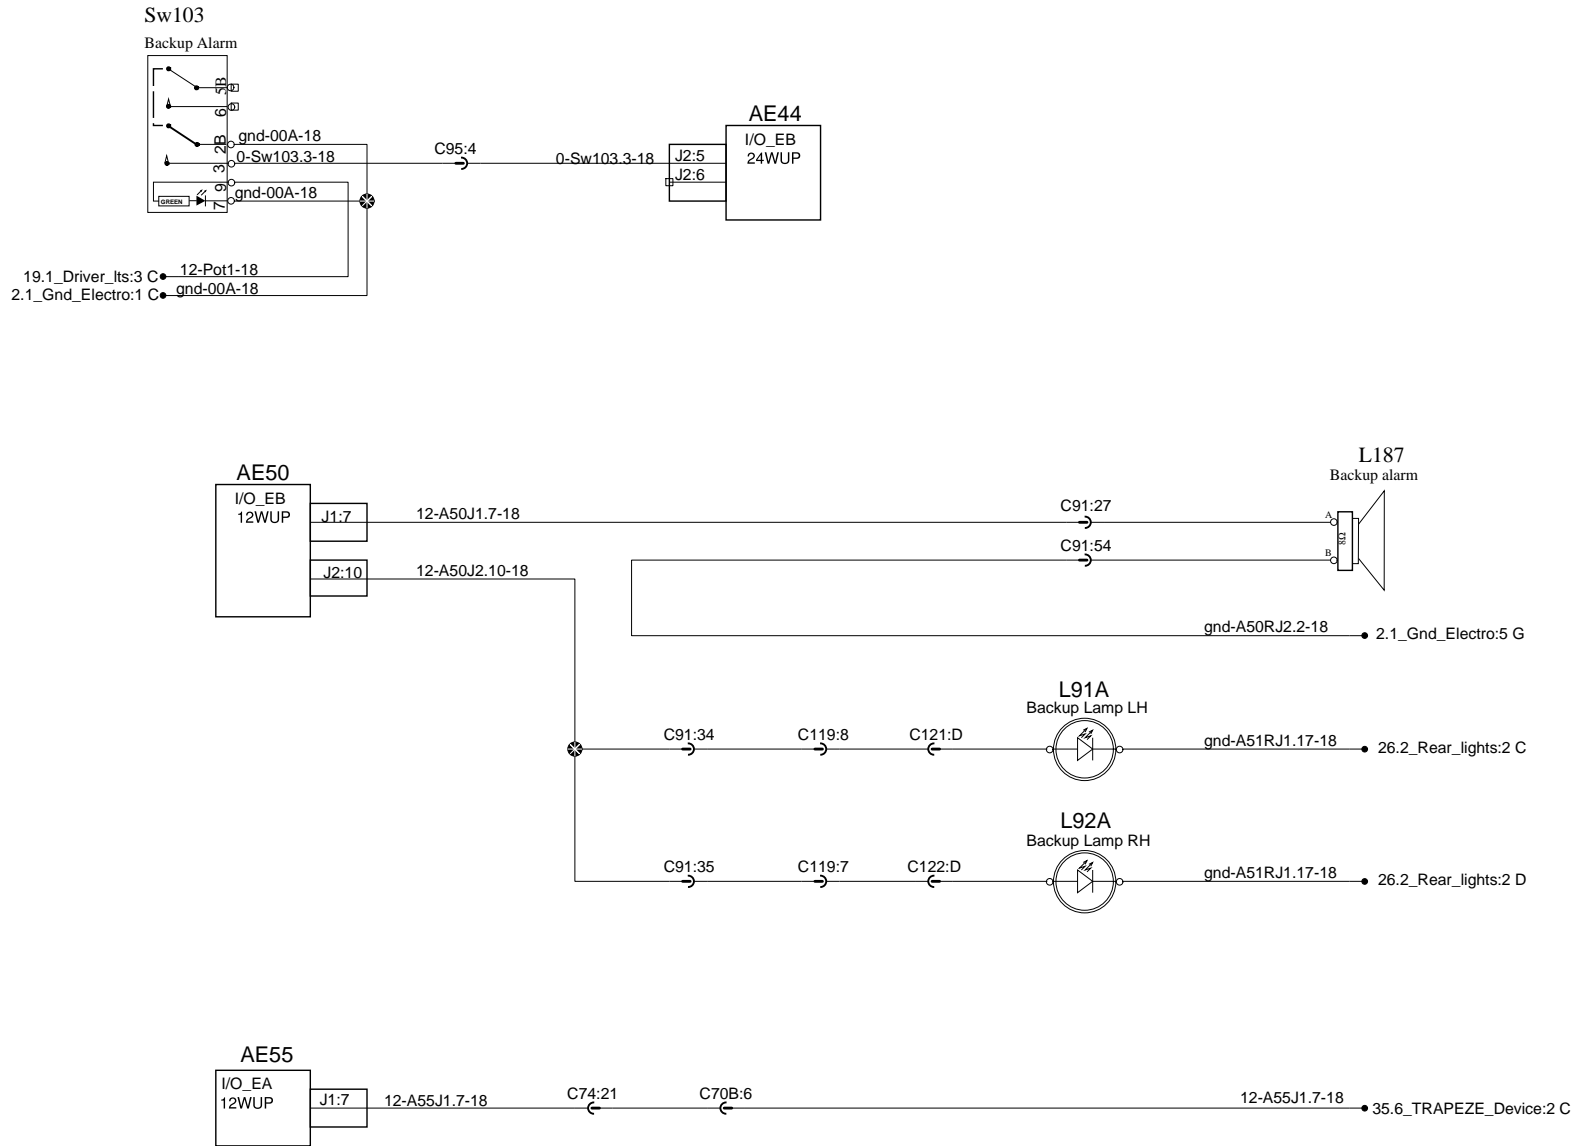 Sw103
Backup Alarm
5B
6
2B
gnd-00A-18
3
0-Sw103.3-18
9
GREEN
7
gnd-00A-18
C95:4
0-Sw103.3-18
AE44
I/O_EB
24WUP
J2:5
J2:6
19.1_Driver_lts:3 C
12-Pot1-18
2.1_Gnd_Electro:1 C
gnd-00A-18
AE50
I/O_EB
12WUP
J1:7
12-A50J1.7-18
C91:27
L187
Backup alarm
A
8Ω
B
C91:54
J2:10
12-A50J2.10-18
gnd-A50RJ2.2-18
2.1_Gnd_Electro:5 G
C91:34
C119:8
C121:D
L91A
Backup Lamp LH
gnd-A51RJ1.17-18
26.2_Rear_lights:2 C
C91:35
C119:7
C122:D
L92A
Backup Lamp RH
gnd-A51RJ1.17-18
26.2_Rear_lights:2 D
AE55
I/O_EA
12WUP
J1:7
12-A55J1.7-18
C74:21
C70B:6
12-A55J1.7-18
35.6_TRAPEZE_Device:2 C